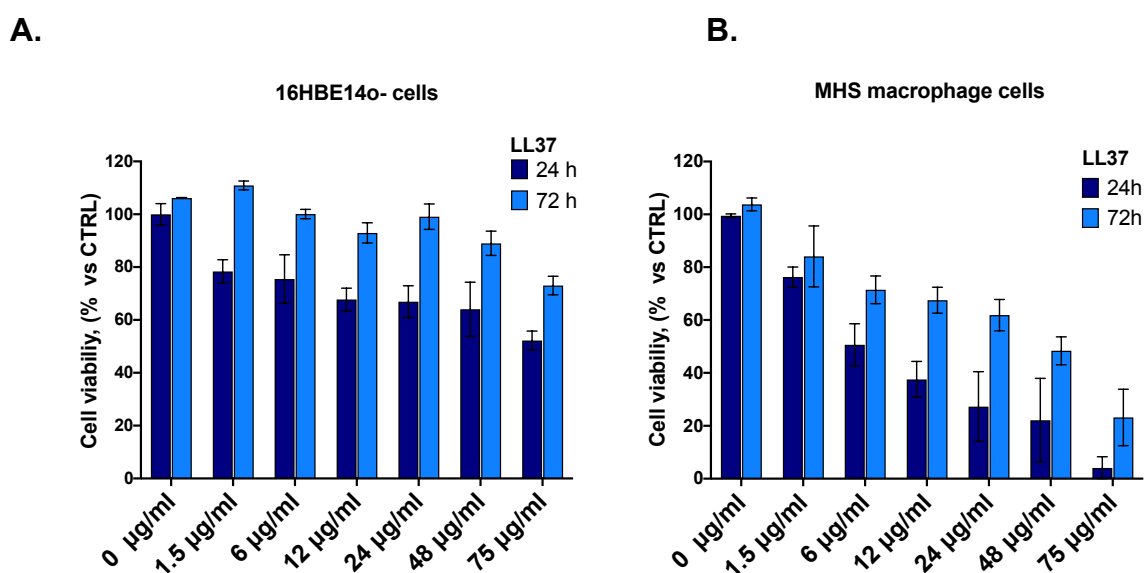 A.
16HBE14o- cells
LL37
24 h
72 h
Cell viabiliy, (% vs CTRL)
120
100
80
60
40
20
0
0 µg/ml
1.5 µg/ml
6 µg/ml
12 µg/ml
24 µg/ml
48 µg/ml
75 µg/ml
B.
MHS macrophage cells
LL37
24h
72h
Cell viabiliy, (% vs CTRL)
120
100
80
60
40
20
0
0 µg/ml
1.5 µg/ml
6 µg/ml
12 µg/ml
24 µg/ml
48 µg/ml
75 µg/ml